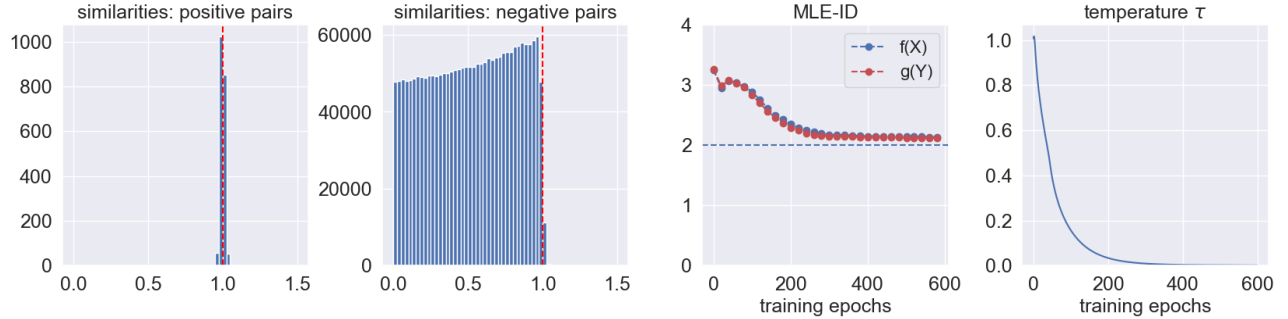 similarities: positive pairs
1000
800
600
400
200
0
0.0 0.5 1.0 1.5
similarities: negative pairs
60000
40000
20000
0
0.0 0.5 1.0 1.5
MLE-ID
4
3
2
1
0
f(X)
g(Y)
0 200 400 600
training epochs
temperature τ
1.0
0.8
0.6
0.4
0.2
0.0
0 200 400 600
training epochs